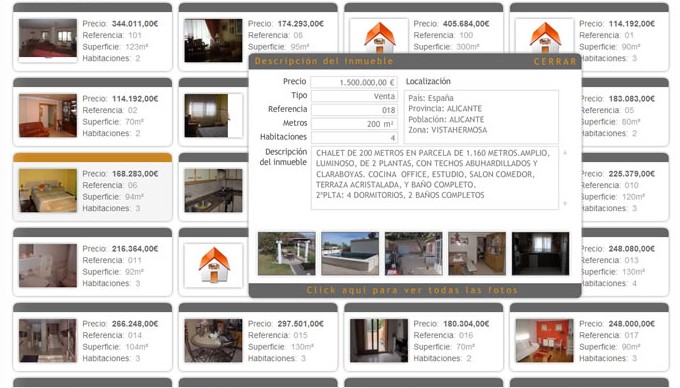 Precio: 344.011,00€
Referencia: 101
Superficie: 123m²
Habitaciones: 2
Precio: 174.293,00€
Referencia: 06
Superficie: 95m²
Precio: 405.684,00€
Referencia: 100
Superficie: 300m²
Precio: 114.192,00€
Referencia: 01
Superficie: 90m²
Habitaciones: 3
Descripción del inmueble
CERRAR
Precio 1.500.000,00 €
Tipo Venta
Referencia 018
Metros 200 m²
Habitaciones 4
Localización
País: España
Provincia: ALICANTE
Población: ALICANTE
Zona: VISTAHERMOSA
Descripción
del inmueble
CHALET DE 200 METROS EN PARCELA DE 1.160 METROS.AMPLIO,
LUMINOSO, DE 2 PLANTAS, CON TECHOS ABUHARDILLADOS Y
CLARABOYAS. COCINA OFFICE, ESTUDIO, SALON COMEDOR,
TERRAZA ACRISTALADA, Y BAÑO COMPLETO.
2ºPLTA: 4 DORMITORIOS, 2 BAÑOS COMPLETOS
Click aquí para ver todas las fotos
Precio: 114.192,00€
Referencia: 02
Superficie: 70m²
Habitaciones: 3
183.083,00€
Referencia: 05
Superficie: 80m²
Habitaciones: 2
Precio: 168.283,00€
Referencia: 06
Superficie: 94m²
Habitaciones: 3
225.379,00€
Referencia: 010
Superficie: 120m²
Habitaciones: 3
Precio: 216.364,00€
Referencia: 011
Superficie: 92m²
Habitaciones: 3
248.080,00€
Referencia: 013
Superficie: 130m²
Habitaciones: 4
Precio: 266.248,00€
Referencia: 014
Superficie: 104m²
Habitaciones: 3
Precio: 297.501,00€
Referencia: 015
Superficie: 130m²
Habitaciones: 3
Precio: 180.304,00€
Referencia: 016
Superficie: 70m²
Habitaciones: 2
Precio: 248.000,00€
Referencia: 017
Superficie: 90m²
Habitaciones: 3